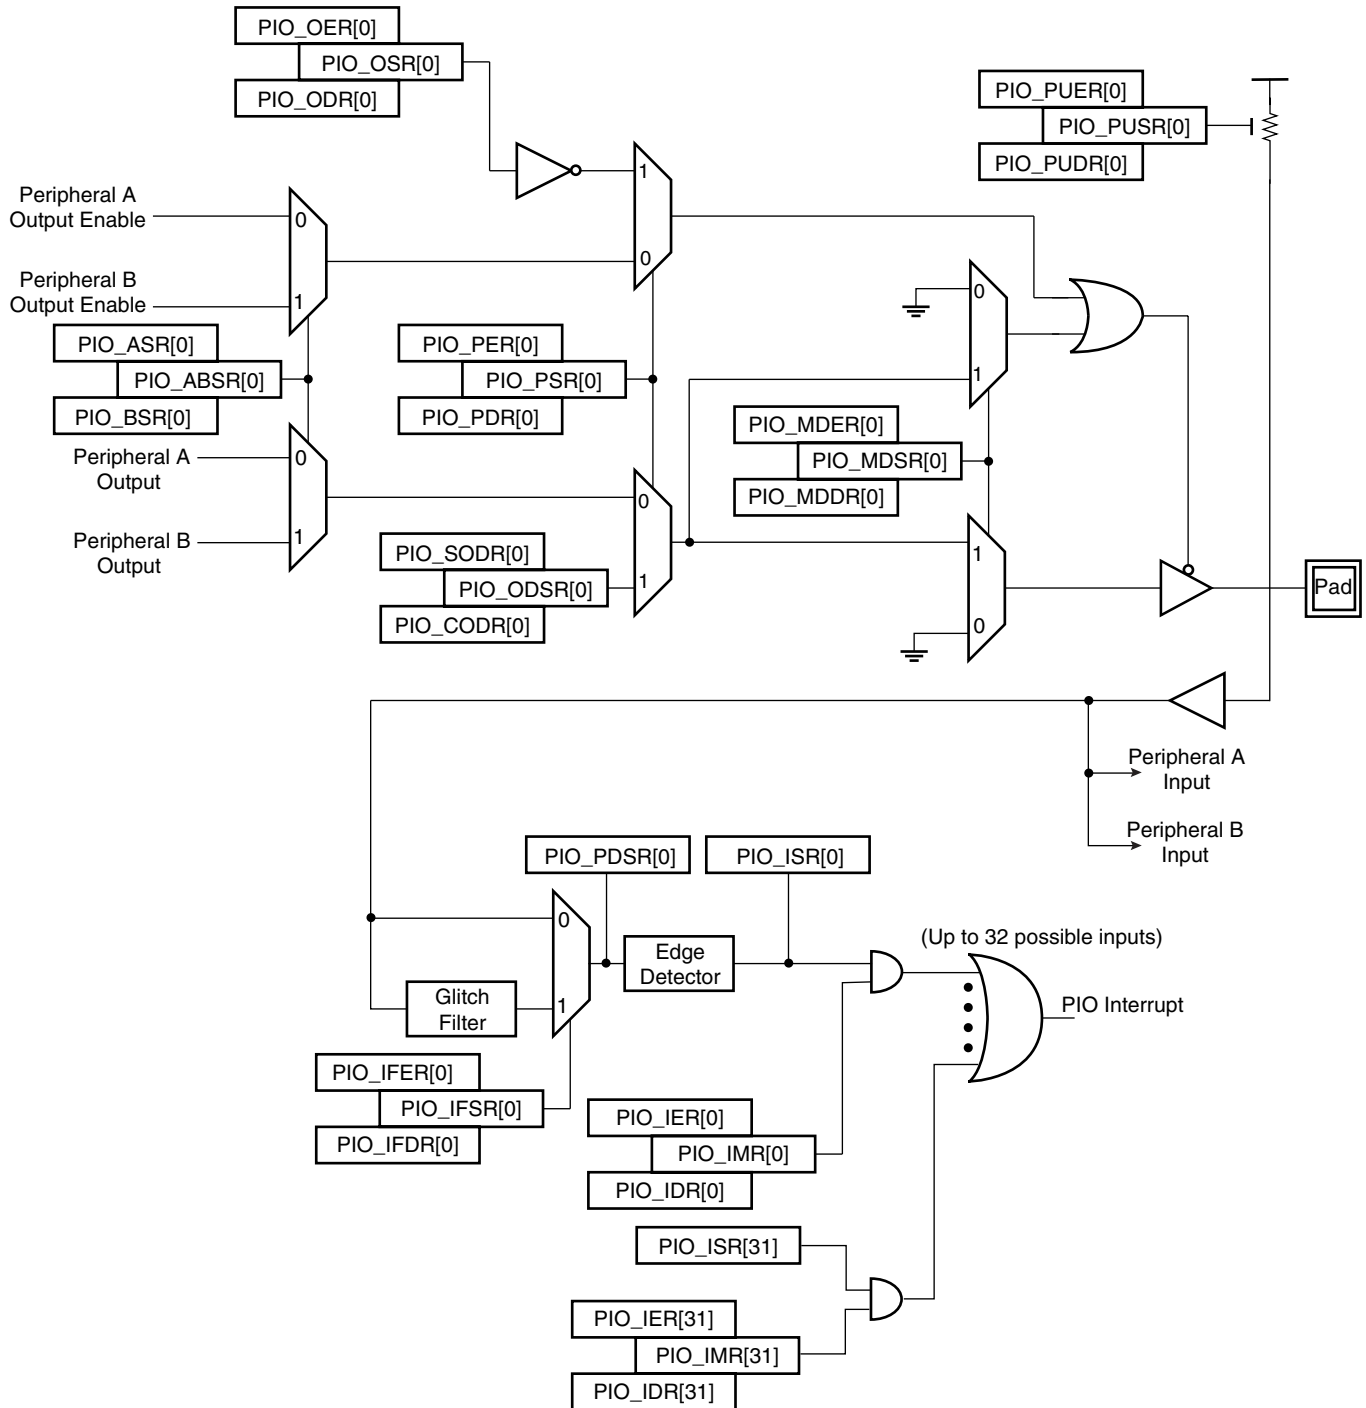 PIO_OER[0]
PIO_OSR[0]
PIO_ODR[0]
PIO_PUER[0]
PIO_PUSR[0]
PIO_PUDR[0]
1
0
Peripheral A
Output Enable
0
Peripheral B
Output Enable
1
PIO_ASR[0]
PIO_ABSR[0]
PIO_BSR[0]
PIO_PER[0]
PIO_PSR[0]
PIO_PDR[0]
0
1
PIO_MDER[0]
PIO_MDSR[0]
PIO_MDDR[0]
Peripheral A
Output
0
Peripheral B
Output
1
0
1
PIO_SODR[0]
PIO_ODSR[0]
PIO_CODR[0]
1
0
Pad
Peripheral A
Input
Peripheral B
Input
PIO_PDSR[0]
PIO_ISR[0]
0
1
Glitch
Filter
Edge
Detector
(Up to 32 possible inputs)
PIO Interrupt
PIO_IFER[0]
PIO_IFSR[0]
PIO_IFDR[0]
PIO_IER[0]
PIO_IMR[0]
PIO_IDR[0]
PIO_ISR[31]
PIO_IER[31]
PIO_IMR[31]
PIO_IDR[31]